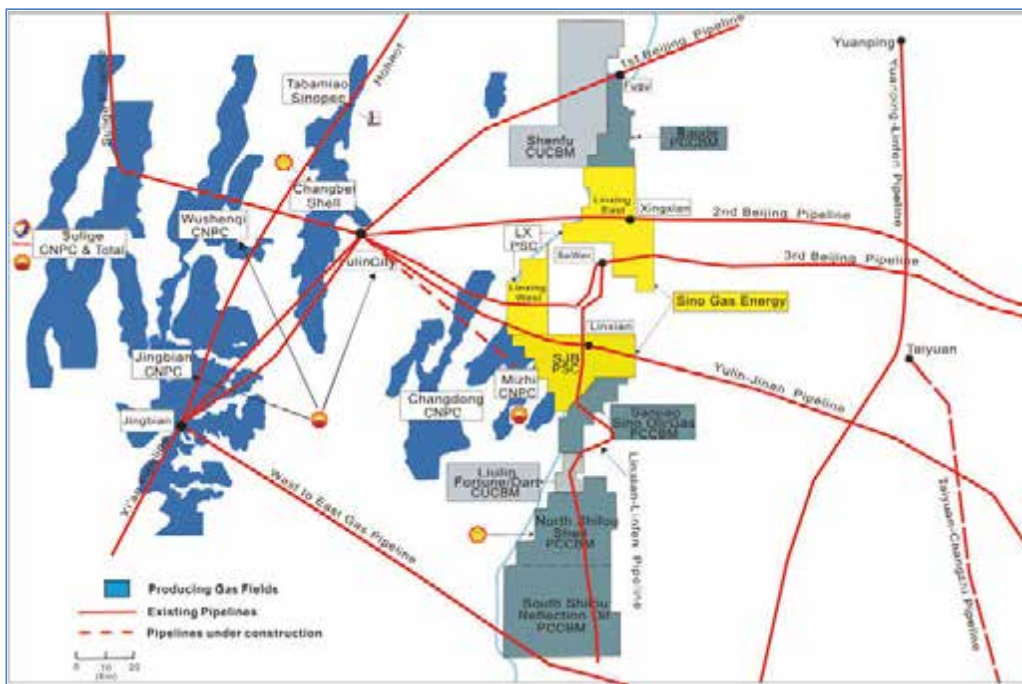 1st Beijing Pipeline
Yuanping
Yuanping-Linfen Pipeline
Hohaot
Tabamiao
Sinopec
Fugu
Shenfu
CUCBM
Baode
PCCBM
Changbei
Shell
Linxing
East
Xingxian
2nd Beijing Pipeline
Wushenqi
CNPC
LX
PSC
Sulige
CNPC & Total
YulinCity
3rd Beijing Pipeline
Linxing
West
Sino Gas Energy
Linxian
Taiyuan
Jingbian
CNPC
SJB
PSC
Mizhi
CNPC
Yulin-Jinan Pipeline
Changdong
CNPC
Jingbian
Sanjiao
Sino Oil/Gas
PCCBM
Liulin
Fortune/Dart
CUCBM
West to East Gas Pipeline
Linxian-Linfen Pipeline
Taiyuan-Changzhi Pipeline
North Shilou
Shell
PCCBM
Producing Gas Fields
Existing Pipelines
South Shilou
PCCBM
Pipelines under construction
0 10 20
(Km)